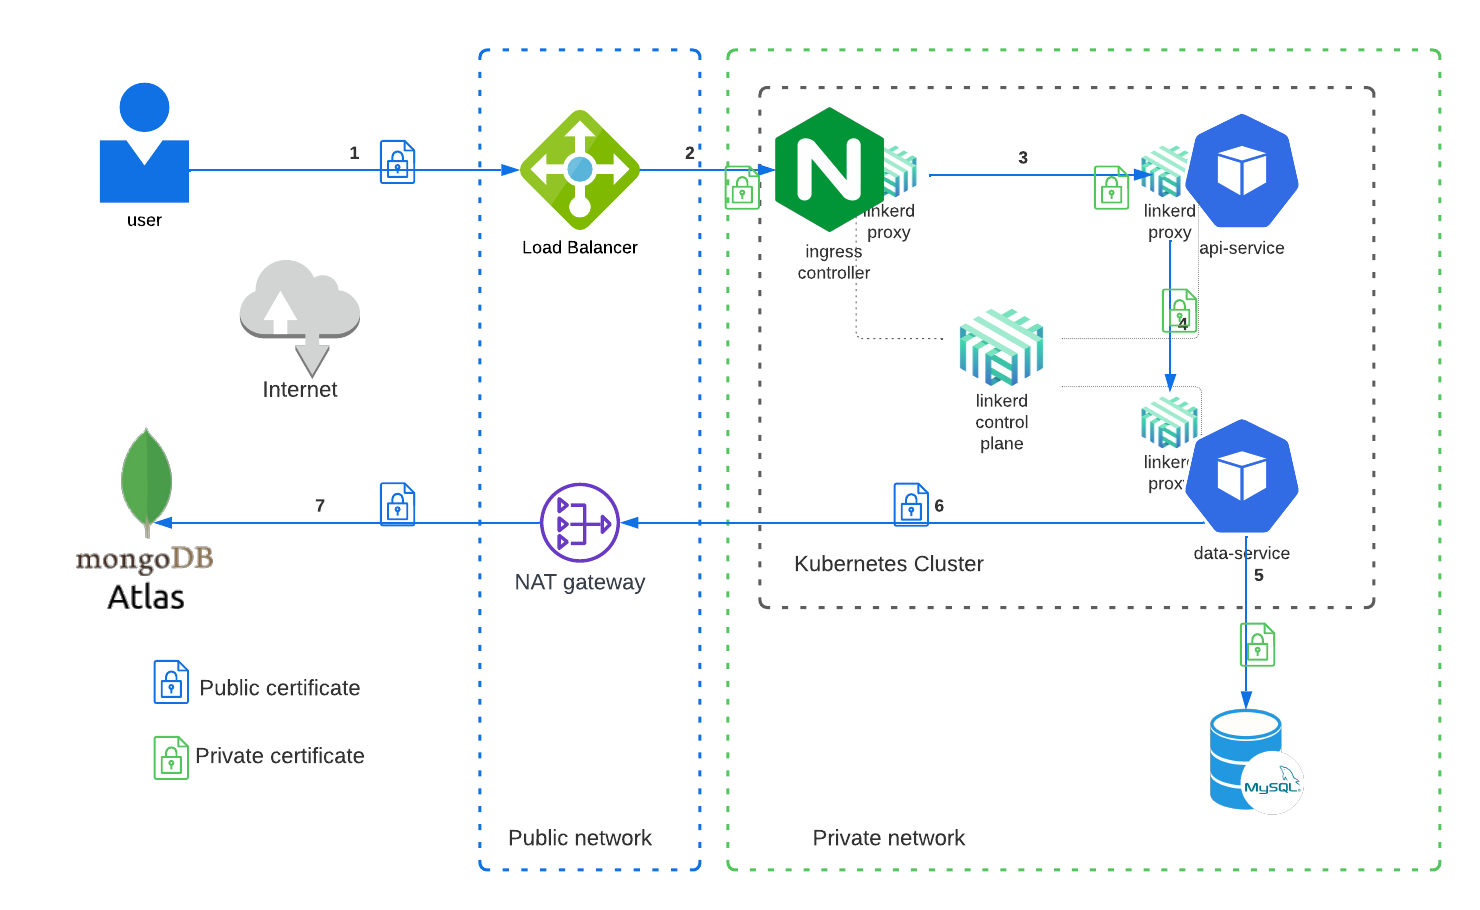 1
2
3
user
Load Balancer
linkerd
proxy
ingress
controller
linkerd
proxy
api-service
4
Internet
linkerd
control
plane
linkerd
proxy
mongoDB
Atlas
7
NAT gateway
6
Kubernetes Cluster
data-service
5
Public certificate
Private certificate
MySQL
Public network
Private network